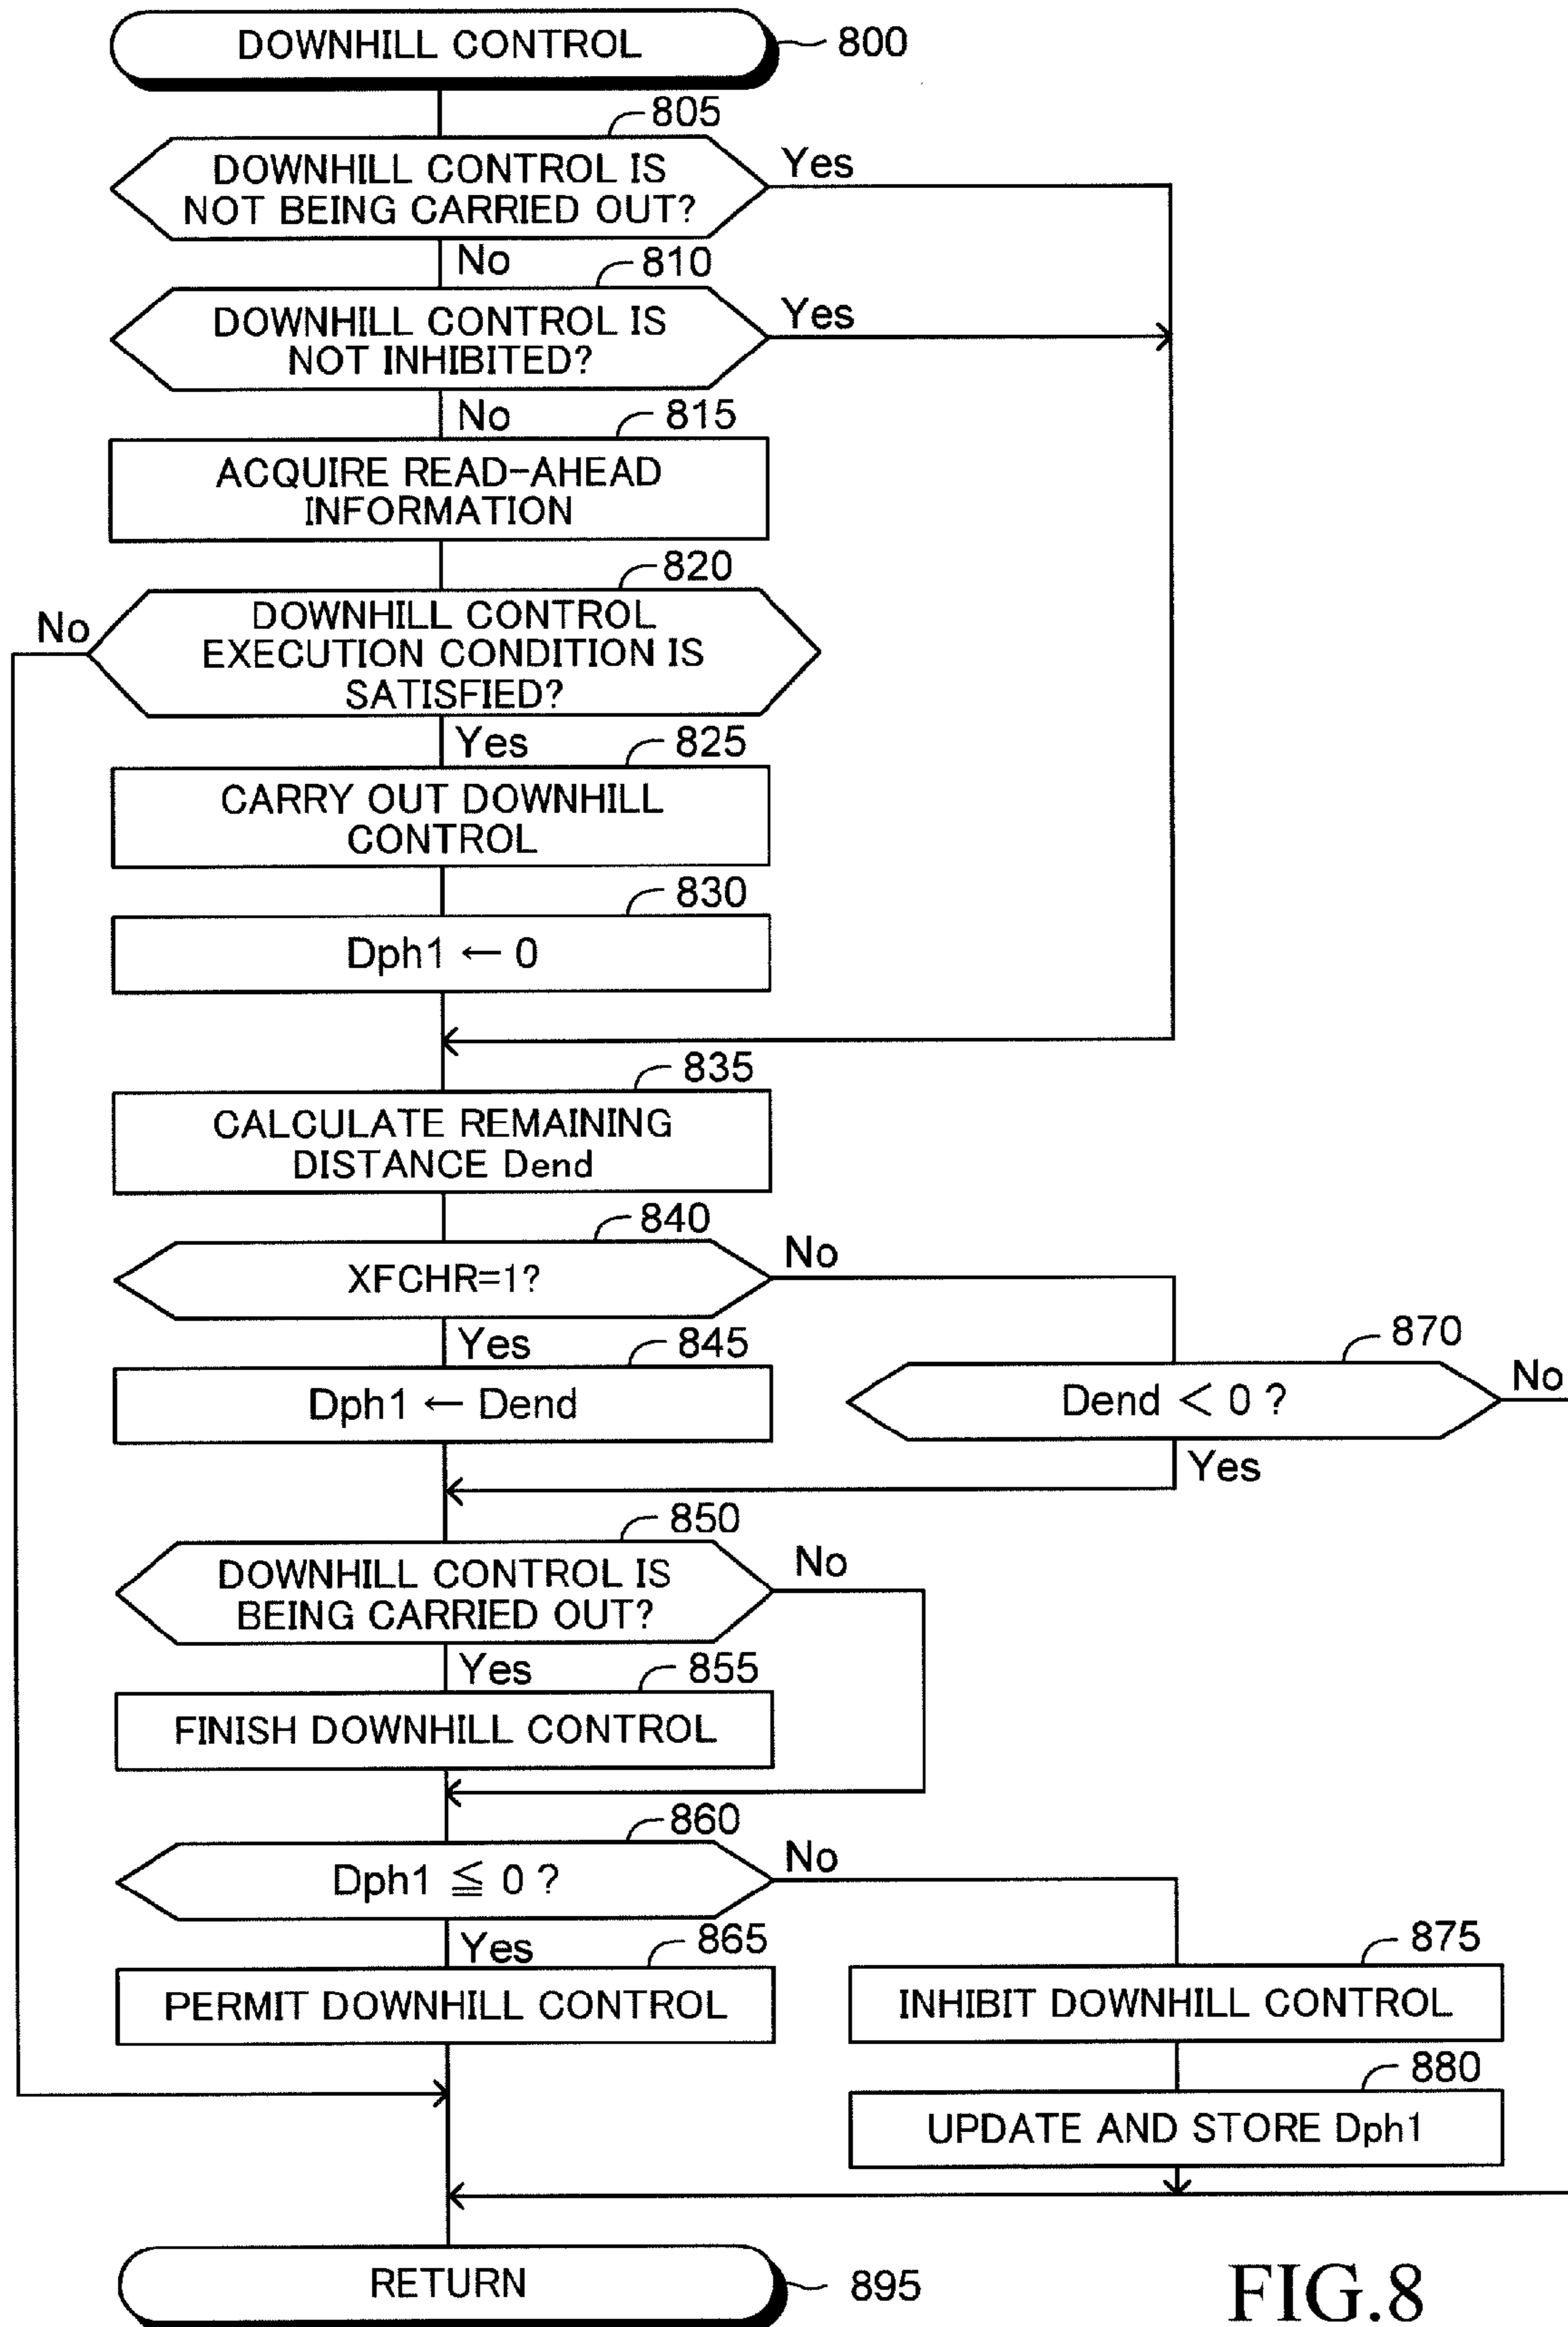 DOWNHILL CONTROL
800
805
DOWNHILL CONTROL IS
NOT BEING CARRIED OUT?
Yes
No
810
DOWNHILL CONTROL IS
NOT INHIBITED?
Yes
No
815
ACQUIRE READ-AHEAD
INFORMATION
820
DOWNHILL CONTROL
EXECUTION CONDITION IS
SATISFIED?
No
Yes
825
CARRY OUT DOWNHILL
CONTROL
830
Dph1 ← 0
835
CALCULATE REMAINING
DISTANCE Dend
840
XFCHR=1?
No
Yes
845
Dph1 ← Dend
870
Dend < 0 ?
No
Yes
850
DOWNHILL CONTROL IS
BEING CARRIED OUT?
No
Yes
855
FINISH DOWNHILL CONTROL
860
Dph1 ≦ 0 ?
No
Yes
865
PERMIT DOWNHILL CONTROL
875
INHIBIT DOWNHILL CONTROL
880
UPDATE AND STORE Dph1
RETURN
895
FIG.8